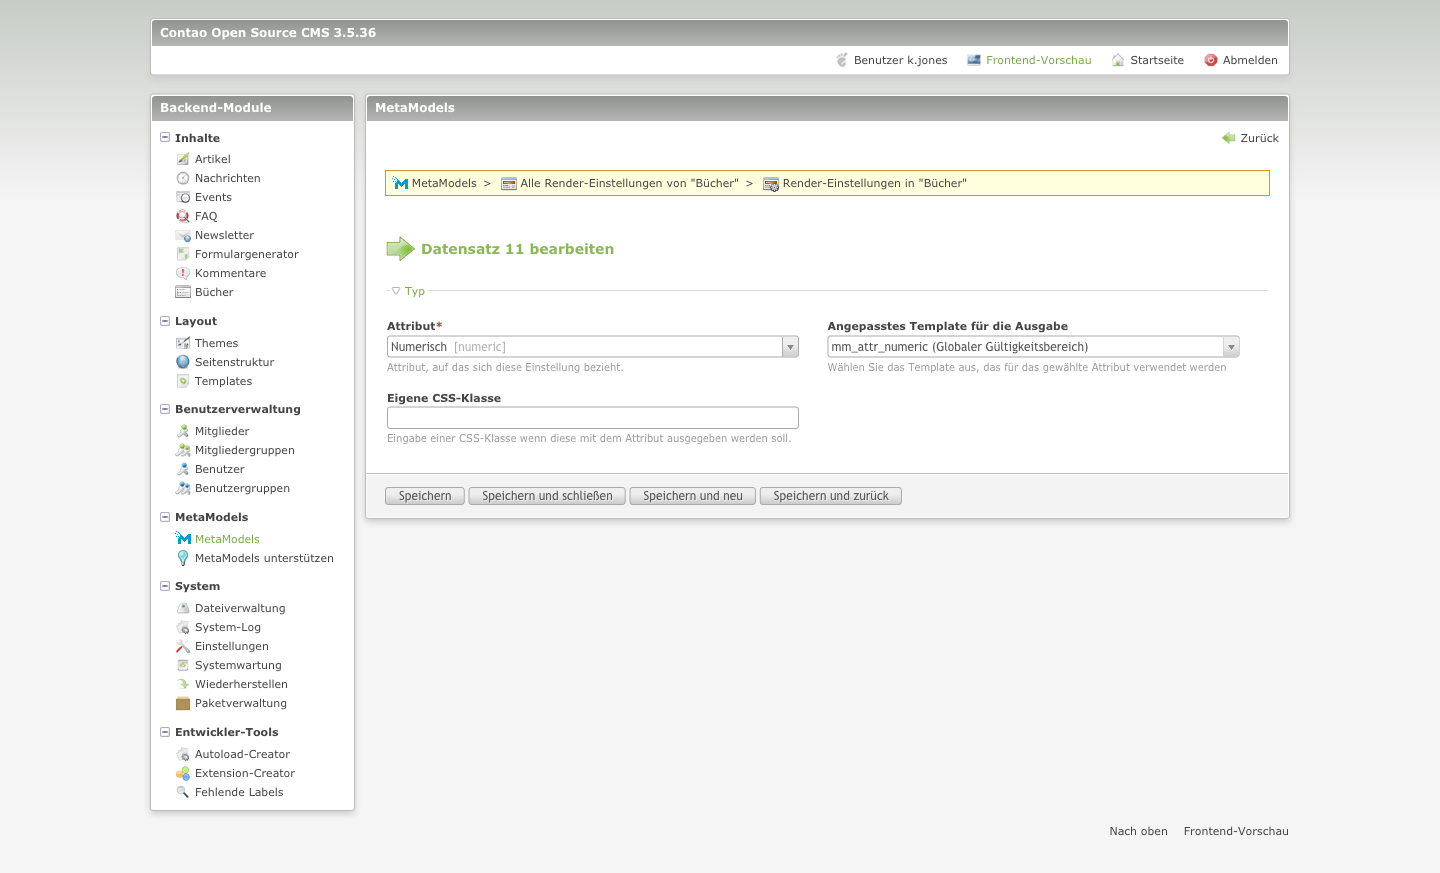 Contao Open Source CMS 3.5.36
Benutzer k.jones Frontend-Vorschau Startseite Abmelden
Backend-Module
Inhalte
Artikel
Nachrichten
Events
FAQ
Newsletter
Formulargenerator
Kommentare
Bücher
Layout
Themes
Seitenstruktur
Templates
Benutzerverwaltung
Mitglieder
Mitgliedergruppen
Benutzer
Benutzergruppen
MetaModels
MetaModels
MetaModels unterstützen
System
Dateiverwaltung
System-Log
Einstellungen
Systemwartung
Wiederherstellen
Paketverwaltung
Entwickler-Tools
Autoload-Creator
Extension-Creator
Fehlende Labels
MetaModels
Zurück
MetaModels > Alle Render-Einstellungen von "Bücher" > Render-Einstellungen in "Bücher"
Datensatz 11 bearbeiten
Typ
Attribut*
Numerisch [numeric]
Attribut, auf das sich diese Einstellung bezieht.
Angepasstes Template für die Ausgabe
mm_attr_numeric (Globaler Gültigkeitsbereich)
Wählen Sie das Template aus, das für das gewählte Attribut verwendet werden
Eigene CSS-Klasse
Eingabe einer CSS-Klasse wenn diese mit dem Attribut ausgegeben werden soll.
Speichern Speichern und schließen Speichern und neu Speichern und zurück
Nach oben Frontend-Vorschau